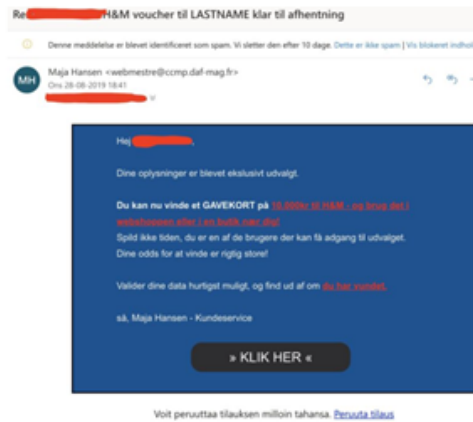 Re H&M voucher til LASTNAME klar til afhentning
Denne meddelelse er blevet identificeret som spam. Vi sletter den efter 10 dage. Dette er ikke spam | Vis blokeret indhold
MH
Maja Hansen <webmestre@ccmp.daf-mag.fr>
Ons 28-08-2019 18:41
Hej ,
Dine oplysninger er blevet ekslusivt udvalgt.
Du kan nu vinde et GAVEKORT på 10.000kr til H&M - og brug det i
webshoppen eller i en butik nær dig!
Spild ikke tiden, du er en af de brugere der kan få adgang til udvalget.
Dine odds for at vinde er rigtig store!
Valider dine data hurtigst muligt, og find ud af om du har vundet.
så, Maja Hansen - Kundeservice
» KLIK HER «
Voit peruuttaa tilauksen milloin tahansa. Peruuta tilaus